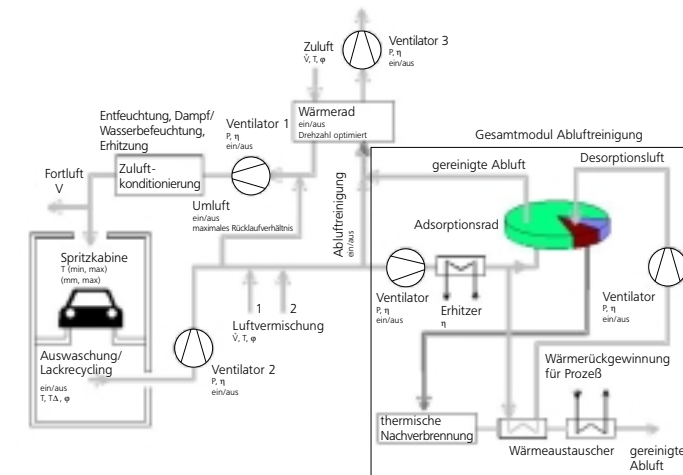 Zuluft
V̇, T, φ
Ventilator 3
P, η
ein/aus
Entfeuchtung, Dampf/
Wasserbefeuchtung,
Erhitzung
Ventilator 1
P, η
ein/aus
Wärmerad
ein/aus
Drehzahl optimiert
Gesamtmodul Abluftreinigung
Fortluft
V
Zuluft-
konditionierung
gereinigte Abluft
Desorptionsluft
Umluft
ein/aus
maximales Rücklaufverhältnis
Abluftreinigung
ein/aus
Adsorptionsrad
Spritzkabine
T (min, max)
(mm, max)
1
2
Luftvermischung
V̇, T, φ
Ventilator
P, η
ein/aus
Erhitzer
η
Ventilator
P, η
ein/aus
Auswaschung/
Lackrecycling
ein/aus
T, TΔ, φ
Ventilator 2
P, η
ein/aus
Wärmerückgewinnung
für Prozeß
thermische
Nachverbrennung
Wärmeaustauscher
gereinigte
Abluft